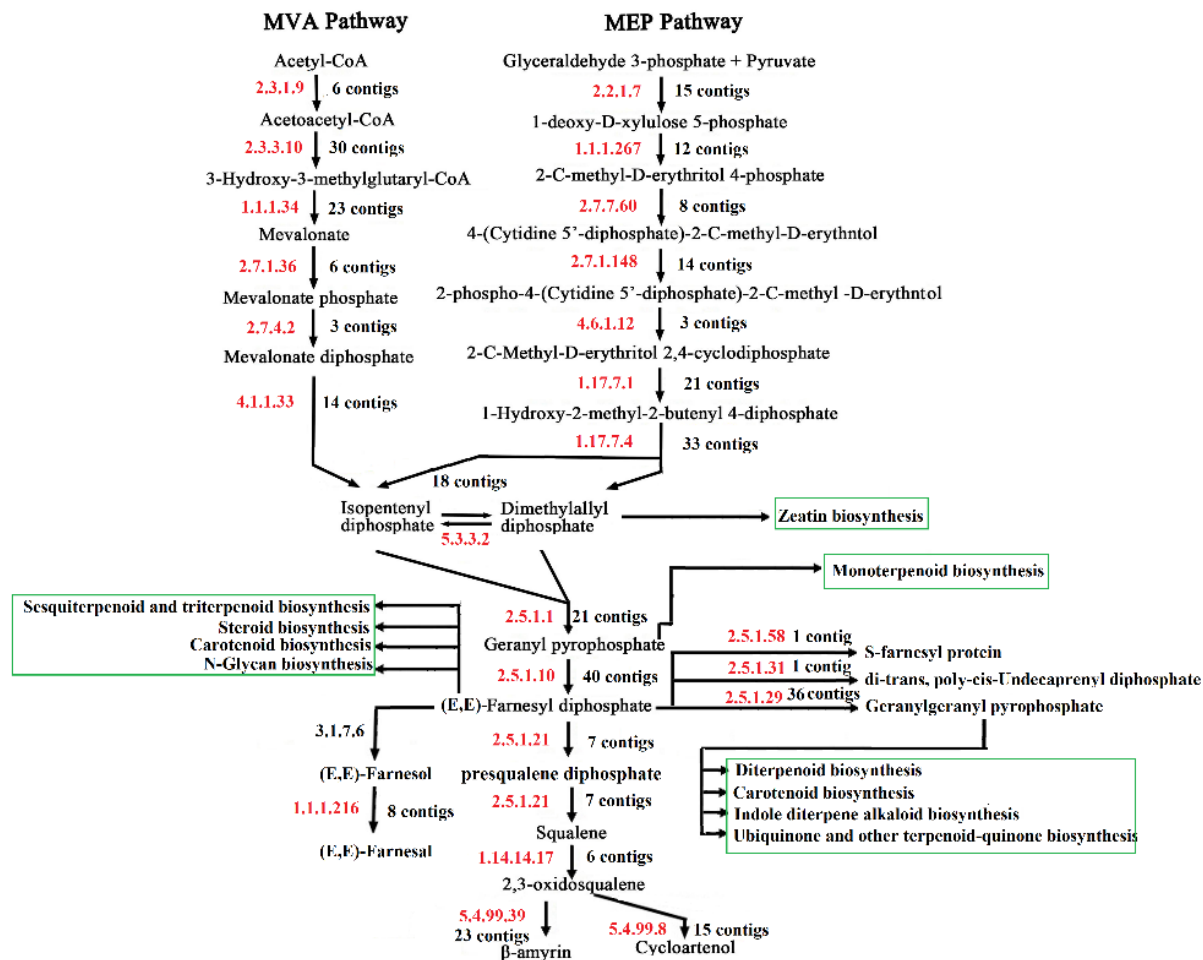 MVA Pathway
MEP Pathway
Acetyl-CoA
Glyceraldehyde 3-phosphate + Pyruvate
2,3,1,9 6 contigs
2,2,1,7 15 contigs
Acetoacetyl-CoA
1-deoxy-D-xylulose 5-phosphate
2.3.3.10 30 contigs
1.1.1.267 12 contigs
3-Hydroxy-3-methylglutaryl-CoA
2-C-methyl-D-erythritol 4-phosphate
1.1.1.34 23 contigs
2.7.7.60 8 contigs
Mevalonate
4-(Cytidine 5’-diphosphate)-2-C-methyl-D-erythntol
2.7.1.36 6 contigs
2.7.1.148 14 contigs
Mevalonate phosphate
2-phospho-4-(Cytidine 5’-diphosphate)-2-C-methyl -D-erythntol
2.7.4.2 3 contigs
4.6.1.12 3 contigs
Mevalonate diphosphate
2-C-Methyl-D-erythritol 2,4-cyclodiphosphate
1.17.7.1 21 contigs
4.1.1.33 14 contigs
1-Hydroxy-2-methyl-2-butenyl 4-diphosphate
1.17.7.4 33 contigs
18 contigs
Isopentenyl
diphosphate
Dimethylallyl
diphosphate
Zeatin biosynthesis
5.3.3.2
Monoterpenoid biosynthesis
Sesquiterpenoid and triterpenoid biosynthesis
Steroid biosynthesis
Carotenoid biosynthesis
N-Glycan biosynthesis
2.5.1.1 21 contigs
Geranyl pyrophosphate
2.5.1.58 1 contig
S-farnesyl protein
2.5.1.10 40 contigs
2.5.1.31 1 contig
di-trans, poly-cis-Undecaprenyl diphosphate
2.5.1.29 36 contigs
(E,E)-Farnesyl diphosphate
Geranylgeranyl pyrophosphate
3,1,7,6
2,5,1,21 7 contigs
(E,E)-Farnesol
presqualene diphosphate
Diterpenoid biosynthesis
Carotenoid biosynthesis
Indole diterpene alkaloid biosynthesis
Ubiquinone and other terpenoid-quinone biosynthesis
1,1,1,216 8 contigs
2.5.1.21 7 contigs
(E,E)-Farnesal
Squalene
1.14.14.17 6 contigs
2,3-oxidosqualene
5,4,99,39
23 contigs
5.4.99.8 15 contigs
β-amyrin
Cycloartenol